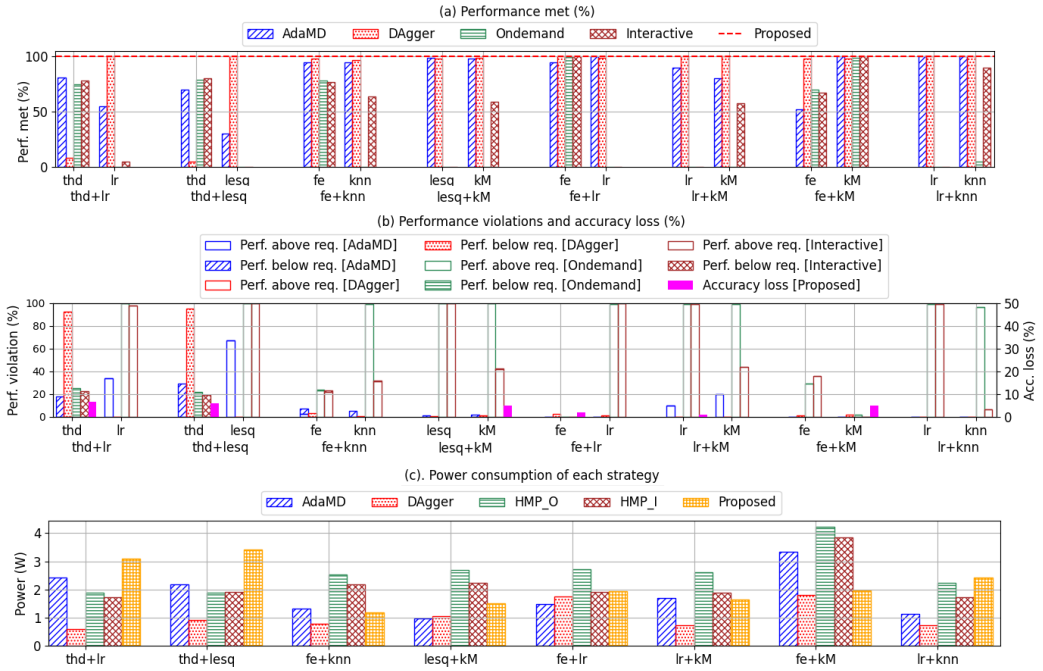 (a) Performance met (%)
AdaMD DAgger Ondemand Interactive Proposed
Perf. met (%)
100
50
0
thd lr thd lesq fe knn lesq kM fe lr lr kM fe kM lr knn
thd+lr thd+lesq fe+knn lesq+kM fe+lr lr+kM fe+kM lr+knn
(b) Performance violations and accuracy loss (%)
Perf. above req. [AdaMD] Perf. below req. [DAgger] Perf. above req. [Interactive]
Perf. below req. [AdaMD] Perf. above req. [Ondemand] Perf. below req. [Interactive]
Perf. above req. [DAgger] Perf. below req. [Ondemand] Accuracy loss [Proposed]
Perf. violation (%)
100 50
80 40
60 30
40 20
20 10
0 0
Acc. loss (%)
thd lr thd lesq fe knn lesq kM fe lr lr kM fe kM lr knn
thd+lr thd+lesq fe+knn lesq+kM fe+lr lr+kM fe+kM lr+knn
(c). Power consumption of each strategy
AdaMD DAgger HMP_O HMP_I Proposed
Power (W)
4
3
2
1
0
thd+lr thd+lesq fe+knn lesq+kM fe+lr lr+kM fe+kM lr+knn